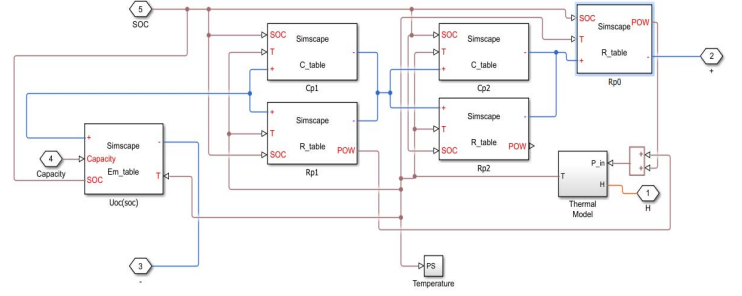 5
SOC
SOC
Simscape
T
C_table
-
+
Cp1
SOC
Simscape
T
C_table
-
+
Cp2
SOC
Simscape
POW
T
R_table
-
+
Rp0
2
+
+
Simscape
T
R_table
POW
SOC
Rp1
+
Simscape
T
R_table
SOC
POW
Rp2
+
Simscape
-
Capacity
Em_table
SOC
T
Uoc(soc)
4
Capacity
P_in
T
H
Thermal
Model
+
+
1
H
3
-
PS
Temperature